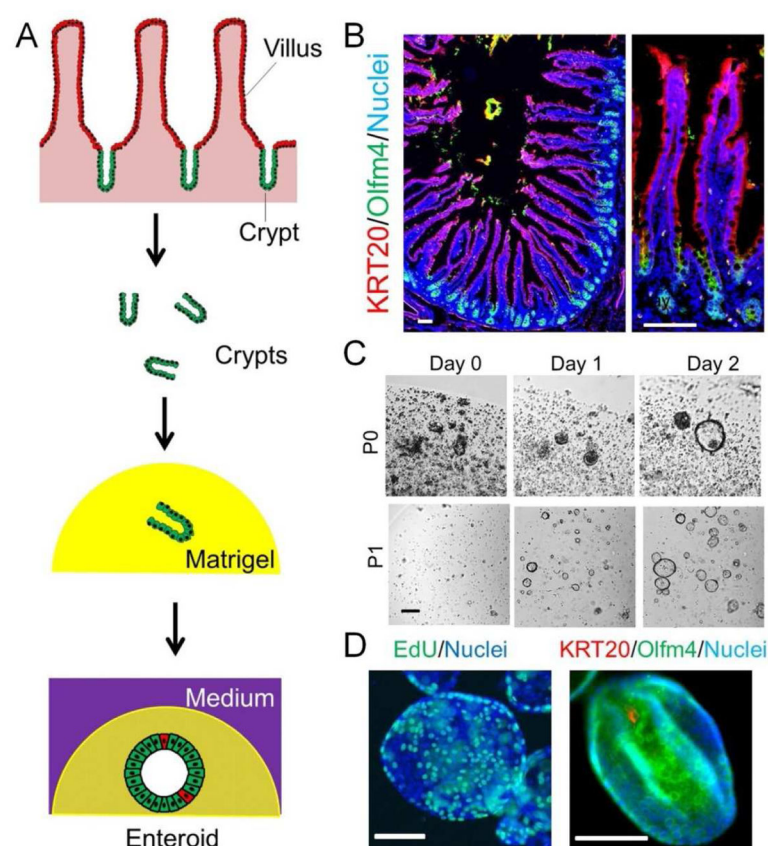 A
Villus
Crypt
Crypts
Matrigel
Medium
Enteroid
B
KRT20/Olfm4/Nuclei
C
Day 0 Day 1 Day 2
P0
P1
D
EdU/Nuclei
KRT20/Olfm4/Nuclei